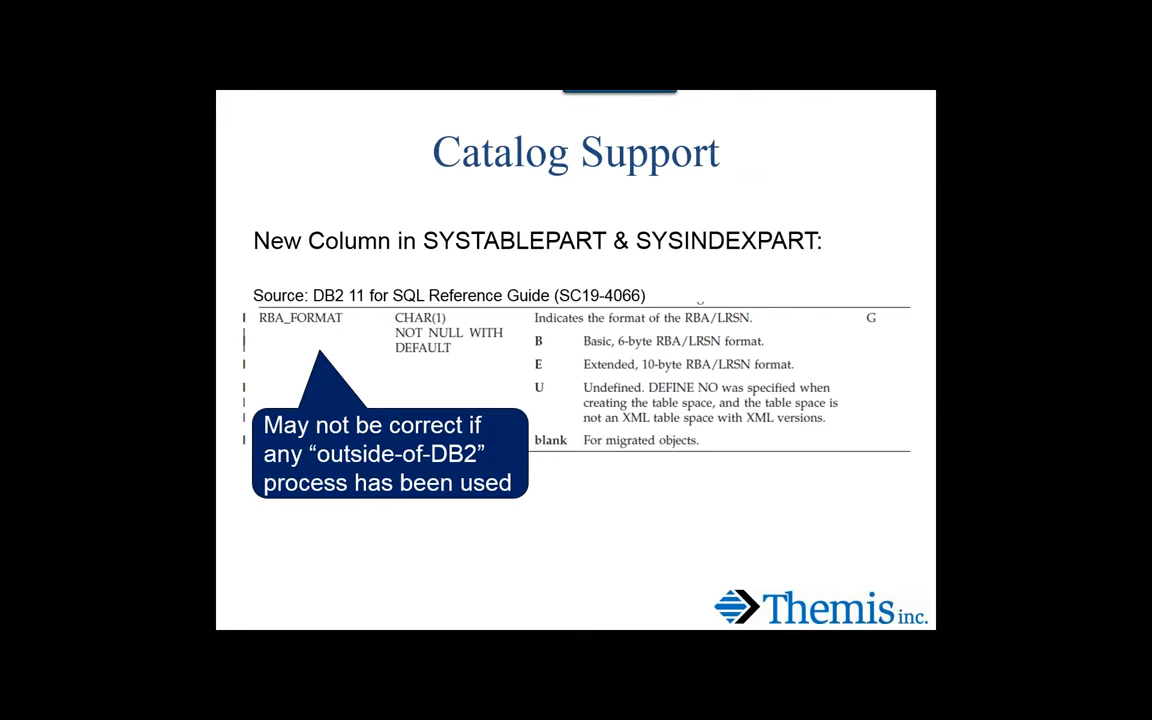 Catalog Support
New Column in SYSTABLEPART & SYSINDEXPART:
Source: DB2 11 for SQL Reference Guide (SC19-4066)
RBA_FORMAT CHAR(1) Indicates the format of the RBA/LRSN. G
NOT NULL WITH
DEFAULT
B Basic, 6-byte RBA/LRSN format.
E Extended, 10-byte RBA/LRSN format.
U Undefined. DEFINE NO was specified when
creating the table space, and the table space is
not an XML table space with XML versions.
blank For migrated objects.
May not be correct if
any “outside-of-DB2”
process has been used
Themis inc.